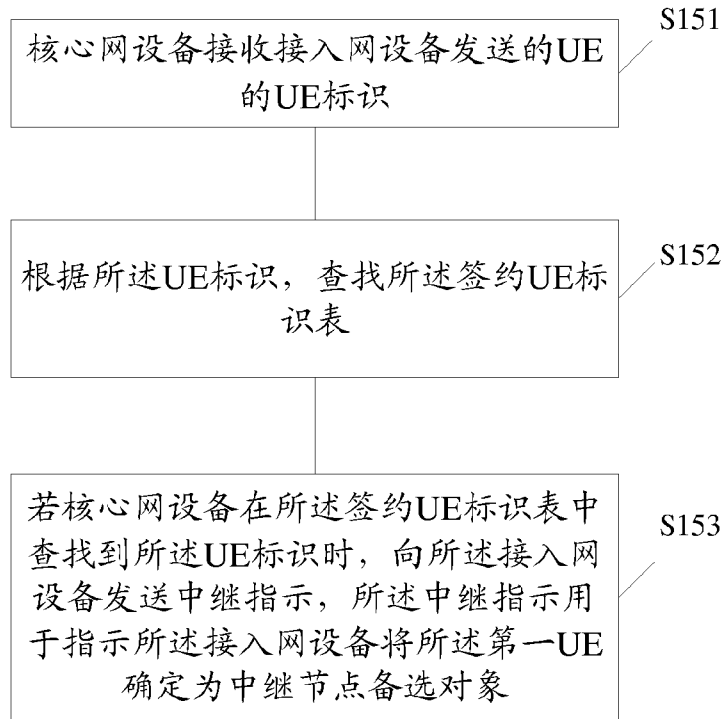 S151
核心网设备接收接入网设备发送的UE
的UE标识
S152
根据所述UE标识，查找所述签约UE标
识表
S153
若核心网设备在所述签约UE标识表中
查找到所述UE标识时，向所述接入网
设备发送中继指示，所述中继指示用
于指示所述接入网设备将所述第一UE
确定为中继节点备选对象